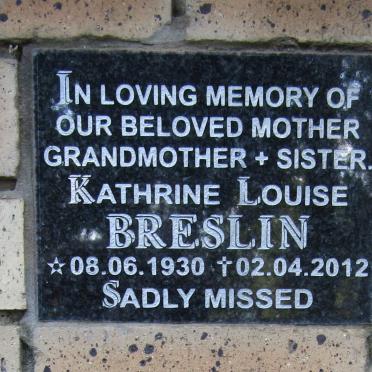 In loving memory of
our beloved mother
grandmother + sister.
Kathrine Louise
BRESLIN
☆08.06.1930 †02.04.2012
Sadly missed